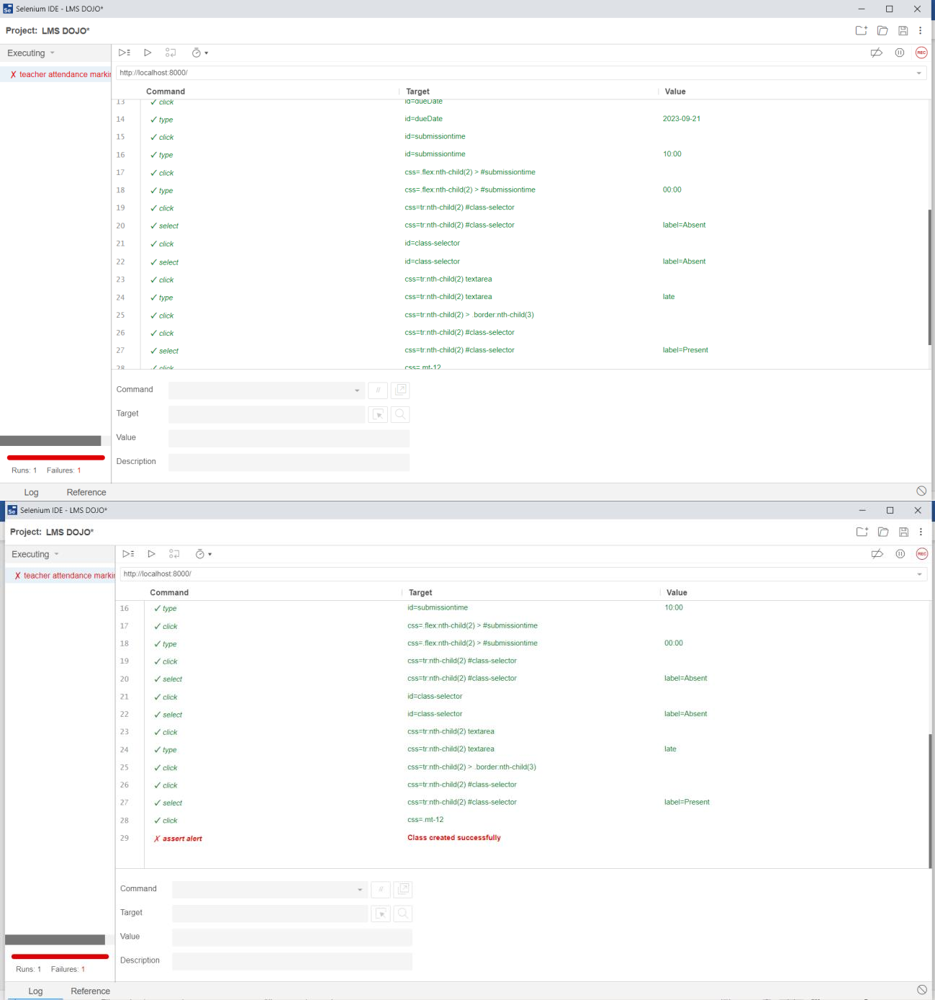 Selenium IDE - LMS DOJO*
Project: LMS DOJO*
Executing
✗ teacher attendance markin
http://localhost:8000/
Command Target Value
13 ✓ click id=dueDate
14 ✓ type id=dueDate 2023-09-21
15 ✓ click id=submissiontime
16 ✓ type id=submissiontime 10:00
17 ✓ click css=.flex:nth-child(2) > #submissiontime
18 ✓ type css=.flex:nth-child(2) > #submissiontime 00:00
19 ✓ click css=tr:nth-child(2) #class-selector
20 ✓ select css=tr:nth-child(2) #class-selector label=Absent
21 ✓ click id=class-selector
22 ✓ select id=class-selector label=Absent
23 ✓ click css=tr:nth-child(2) textarea
24 ✓ type css=tr:nth-child(2) textarea late
25 ✓ click css=tr:nth-child(2) > .border:nth-child(3)
26 ✓ click css=tr:nth-child(2) #class-selector
27 ✓ select css=tr:nth-child(2) #class-selector label=Present
28 ✓ click css=.mt-12
Command //
Target
Value
Description
Runs: 1 Failures: 1
Log Reference
Selenium IDE - LMS DOJO*
Project: LMS DOJO*
Executing
✗ teacher attendance markin
http://localhost:8000/
Command Target Value
16 ✓ type id=submissiontime 10:00
17 ✓ click css=.flex:nth-child(2) > #submissiontime
18 ✓ type css=.flex:nth-child(2) > #submissiontime 00:00
19 ✓ click css=tr:nth-child(2) #class-selector
20 ✓ select css=tr:nth-child(2) #class-selector label=Absent
21 ✓ click id=class-selector
22 ✓ select id=class-selector label=Absent
23 ✓ click css=tr:nth-child(2) textarea
24 ✓ type css=tr:nth-child(2) textarea late
25 ✓ click css=tr:nth-child(2) > .border:nth-child(3)
26 ✓ click css=tr:nth-child(2) #class-selector
27 ✓ select css=tr:nth-child(2) #class-selector label=Present
28 ✓ click css=.mt-12
29 ✗ assert alert Class created successfully
Command //
Target
Value
Description
Runs: 1 Failures: 1
Log Reference